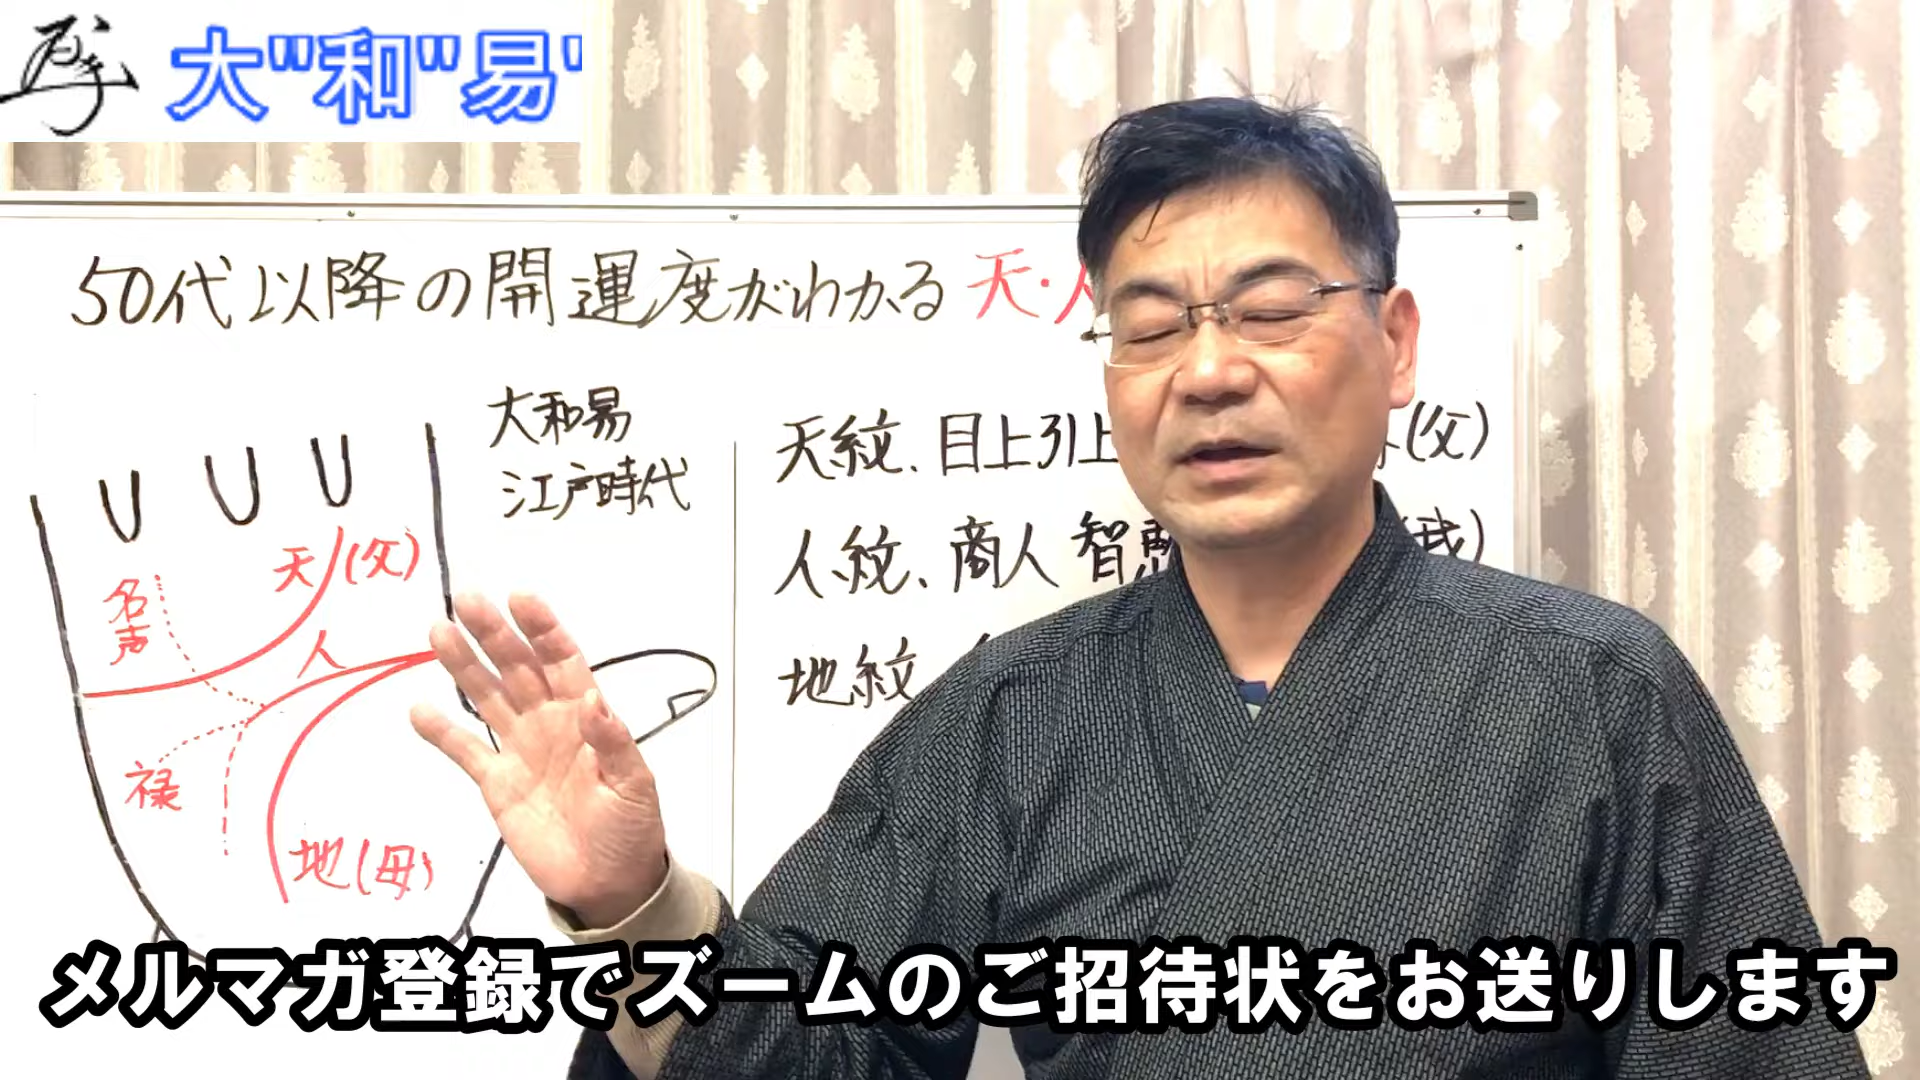 大"和"易"
50代以降の開運度がわかる 天・人
大和易
江戸時代
天(父)
名声
人
禄
地(母)
天紋、目上引上
(父)
人紋、商人 智恵
(我)
地紋
メルマガ登録でズームのご招待状をお送りします